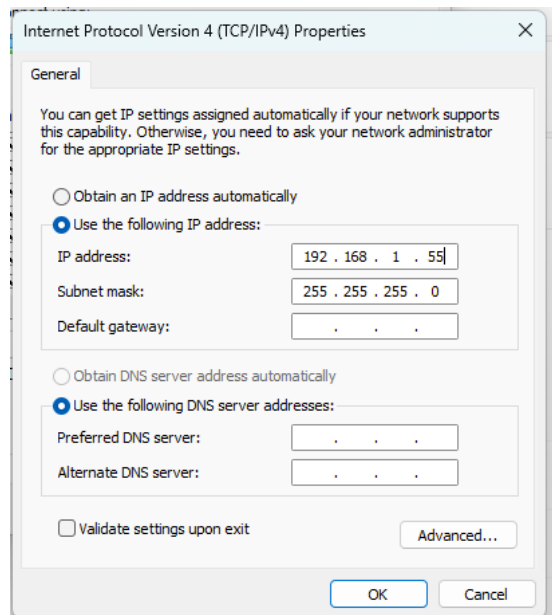 Internet Protocol Version 4 (TCP/IPv4) Properties
General
You can get IP settings assigned automatically if your network supports
this capability. Otherwise, you need to ask your network administrator
for the appropriate IP settings.
Obtain an IP address automatically
Use the following IP address:
IP address: 192 . 168 . 1 . 55
Subnet mask: 255 . 255 . 255 . 0
Default gateway: . . .
Obtain DNS server address automatically
Use the following DNS server addresses:
Preferred DNS server: . . .
Alternate DNS server: . . .
Validate settings upon exit
Advanced...
OK Cancel